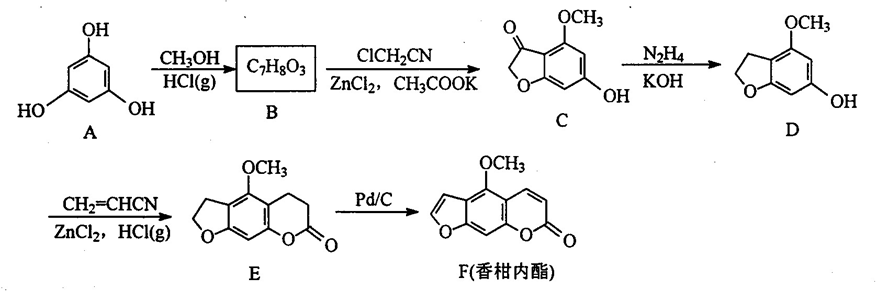 OH
HO
OH
A
CH₃OH
HCl(g)
C₇H₈O₃
B
ClCH₂CN
ZnCl₂，CH₃COOK
O
OCH₃
O
OH
C
N₂H₄
KOH
OCH₃
O
OH
D
CH₂=CHCN
ZnCl₂，HCl(g)
OCH₃
O
O
O
E
Pd/C
OCH₃
O
O
O
F(香柑内酯)